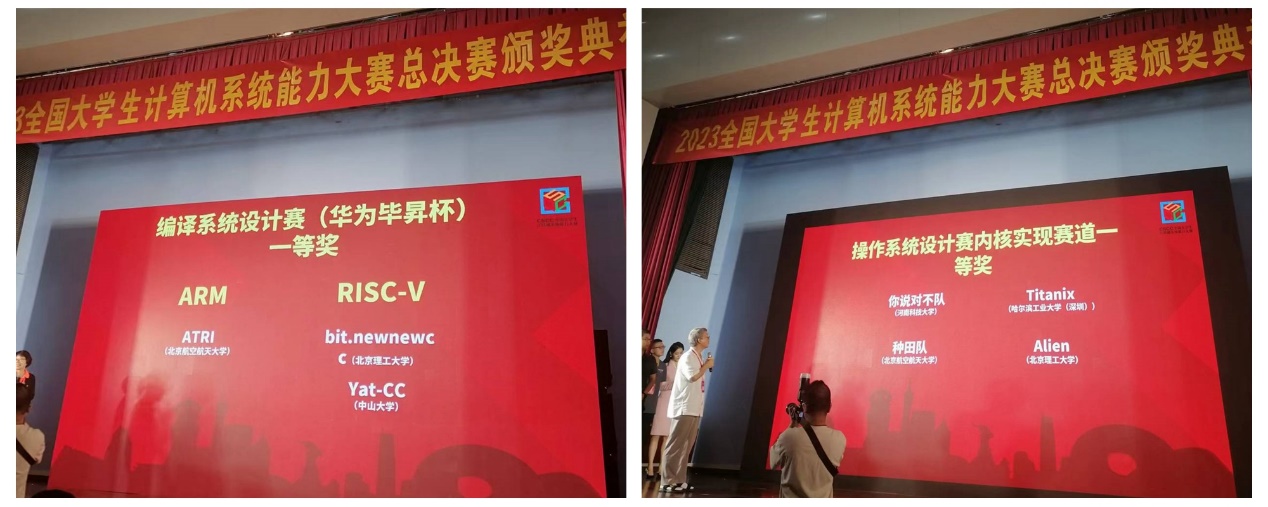 3全国大学生计算机系统能力大赛总决赛颁奖典
编译系统设计赛（华为毕昇杯）
一等奖
ARM
RISC-V
ATRI
（北京航空航天大学）
bit.newnewc
C（北京理工大学）
Yat-CC
（中山大学）
2023全国大学生计算机系统能力大赛总决赛颁奖典
操作系统设计赛内核实现赛道一
等奖
你说对不队
（河南科技大学）
Titanix
（哈尔滨工业大学（深圳））
种田队
（北京航空航天大学）
Alien
（北京理工大学）